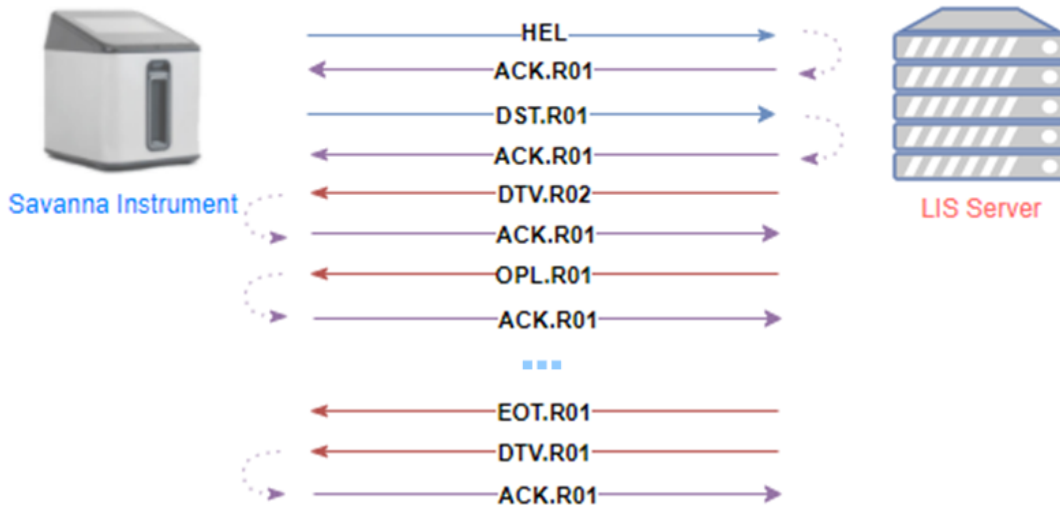 HEL
ACK.R01
DST.R01
ACK.R01
DTV.R02
Savanna Instrument
LIS Server
ACK.R01
OPL.R01
ACK.R01
...
EOT.R01
DTV.R01
ACK.R01